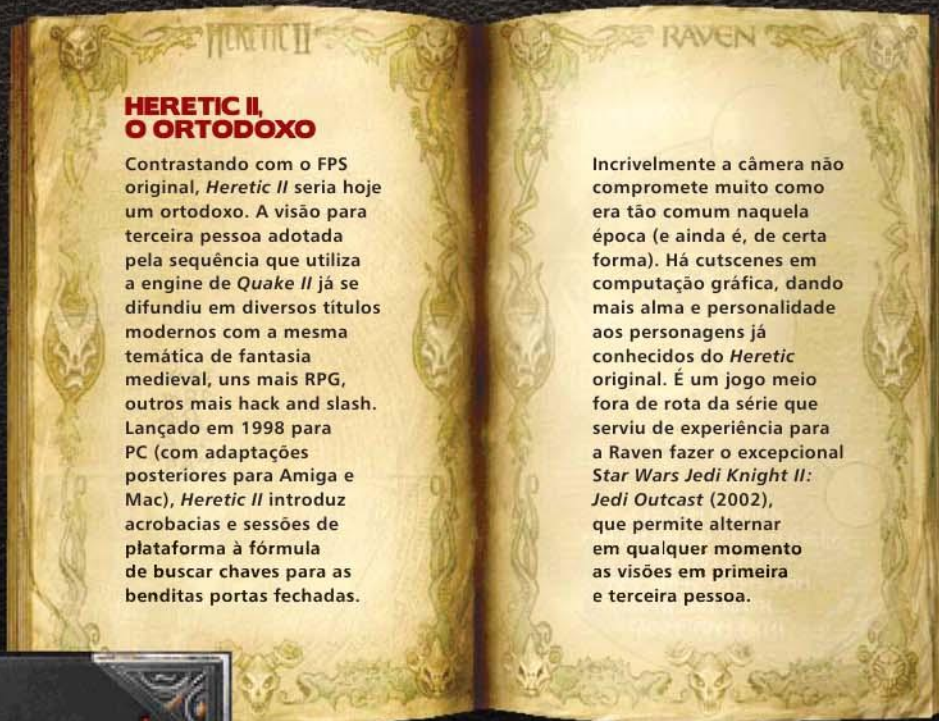 HERETIC II
HERETIC II,
O ORTODOXO
Contrastando com o FPS
original, Heretic II seria hoje
um ortodoxo. A visão para
terceira pessoa adotada
pela sequência que utiliza
a engine de Quake II já se
difundiu em diversos títulos
modernos com a mesma
temática de fantasia
medieval, uns mais RPG,
outros mais hack and slash.
Lançado em 1998 para
PC (com adaptações
posteriores para Amiga e
Mac), Heretic II introduz
acrobacias e sessões de
plataforma à fórmula
de buscar chaves para as
benditas portas fechadas.
RAVEN
Incrivelmente a câmera não
compromete muito como
era tão comum naquela
época (e ainda é, de certa
forma). Há cutscenes em
computação gráfica, dando
mais alma e personalidade
aos personagens já
conhecidos do Heretic
original. É um jogo meio
fora de rota da série que
serviu de experiência para
a Raven fazer o excepcional
Star Wars Jedi Knight II:
Jedi Outcast (2002),
que permite alternar
em qualquer momento
as visões em primeira
e terceira pessoa.